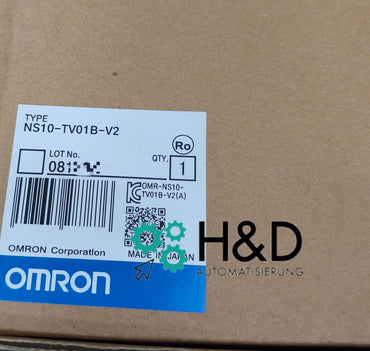 TYPE
NS10-TV01B-V2
Ro
LOT No.
QTY.
1
OMR-NS10-
TV01B-V2(A)
OMRON Corporation
MADE IN JAPAN
OMRON
H&D
AUTOMATISIERUNG